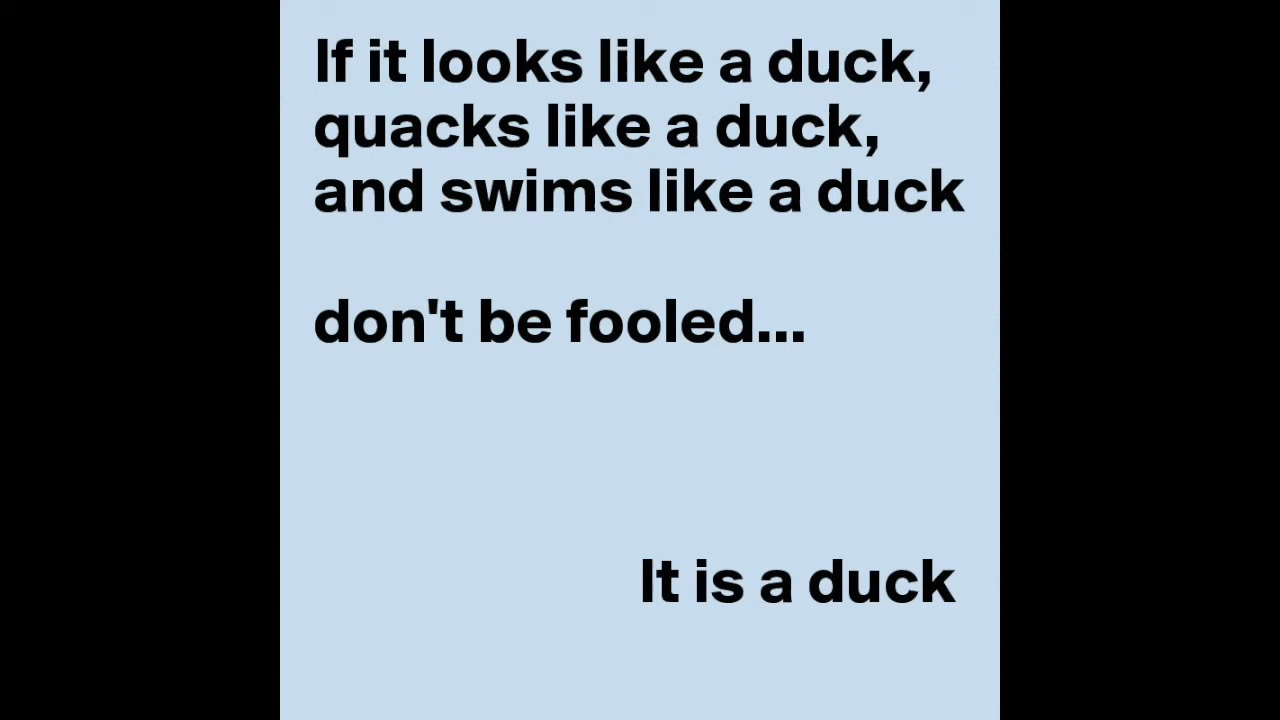 If it looks like a duck,
quacks like a duck,
and swims like a duck
don't be fooled...
It is a duck